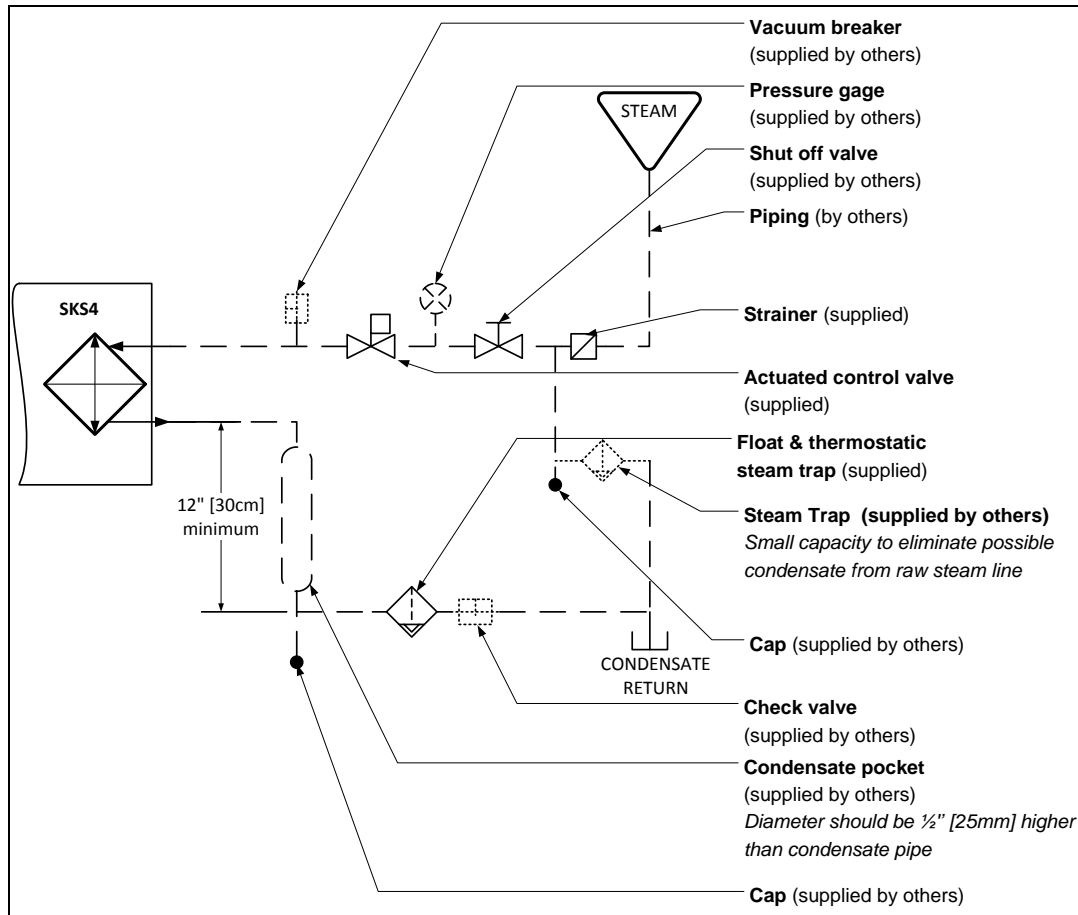 Vacuum breaker
(supplied by others)
Pressure gage
(supplied by others)
STEAM
Shut off valve
(supplied by others)
Piping (by others)
SKS4
Strainer (supplied)
Actuated control valve
(supplied)
Float & thermostatic
steam trap (supplied)
12" [30cm]
minimum
Steam Trap (supplied by others)
Small capacity to eliminate possible
condensate from raw steam line
Cap (supplied by others)
CONDENSATE
RETURN
Check valve
(supplied by others)
Condensate pocket
(supplied by others)
Diameter should be ½" [25mm] higher
than condensate pipe
Cap (supplied by others)